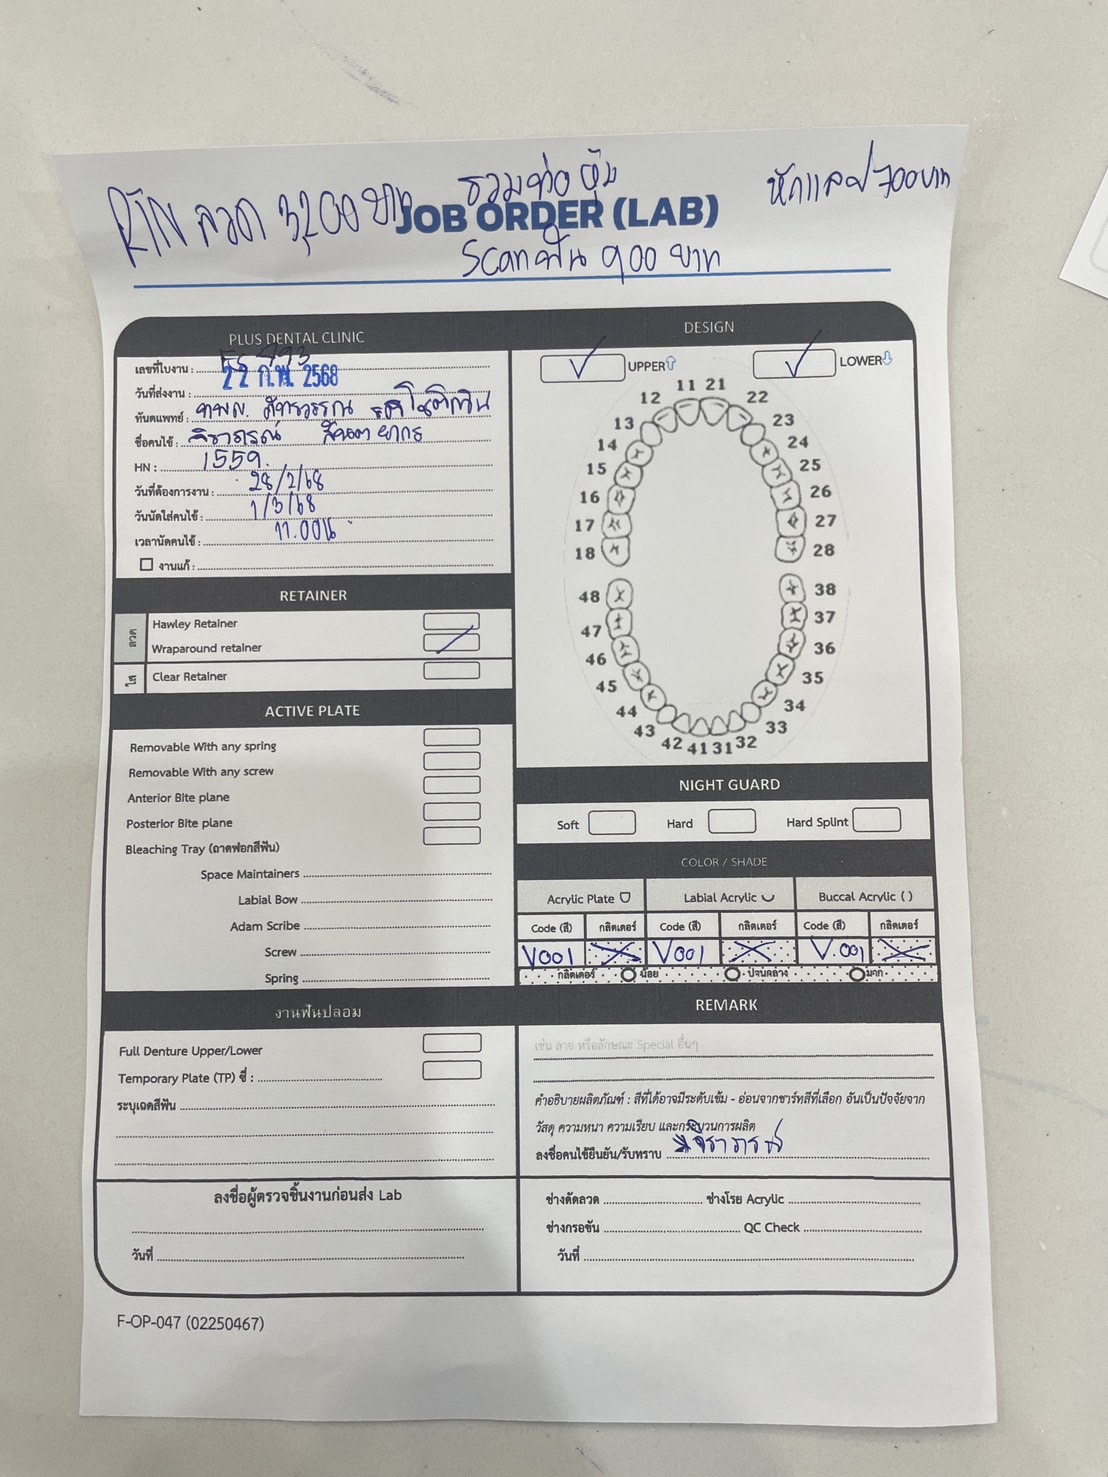 RTN ลวด 3,200 บาท รวมท่อหุ้ม หักแลป 700 บาท
JOB ORDER (LAB)
Scan ฟัน 900 บาท
PLUS DENTAL CLINIC
เลขที่ใบงาน :
วันที่ส่งงาน : 22 ก.พ. 2568
ทันตแพทย์ : ทพญ.
ชื่อคนไข้ :
HN : 1559
วันที่ต้องการงาน : 28/2/68
วันนัดใส่คนไข้ : 1/3/68
เวลานัดคนไข้ : 11.00น
งานแก้ :
DESIGN
UPPER LOWER
11 21
12 22
13 23
14 24
15 25
16 26
17 27
18 28
48 38
47 37
46 36
45 35
44 34
43 33
42 41 31 32
RETAINER
ลวด
Hawley Retainer
Wraparound retainer
ใส
Clear Retainer
ACTIVE PLATE
Removable With any spring
Removable With any screw
Anterior Bite plane
Posterior Bite plane
Bleaching Tray (ถาดฟอกสีฟัน)
Space Maintainers
Labial Bow
Adam Scribe
Screw
Spring
NIGHT GUARD
Soft Hard Hard Splint
COLOR / SHADE
Acrylic Plate Labial Acrylic Buccal Acrylic ( )
Code (สี) กลิตเตอร์ Code (สี) กลิตเตอร์ Code (สี) กลิตเตอร์
V001 V001 V.001
กลิตเตอร์ น้อย ปานกลาง มาก
งานฟันปลอม
Full Denture Upper/Lower
Temporary Plate (TP) ซี่ :
ระบุเฉดสีฟัน
REMARK
เช่น ลาย หรือลักษณะ Special อื่นๆ
คำอธิบายผลิตภัณฑ์ : สีที่ได้อาจมีระดับเข้ม - อ่อนจากชาร์ทสีที่เลือก อันเป็นปัจจัยจาก
วัสดุ ความหนา ความเรียบ และกระบวนการผลิต
ลงชื่อคนไข้ยืนยัน/รับทราบ
ลงชื่อผู้ตรวจชิ้นงานก่อนส่ง Lab
วันที่
ช่างดัดลวด ช่างโรย Acrylic
ช่างกรอขัน QC Check
วันที่
F-OP-047 (02250467)